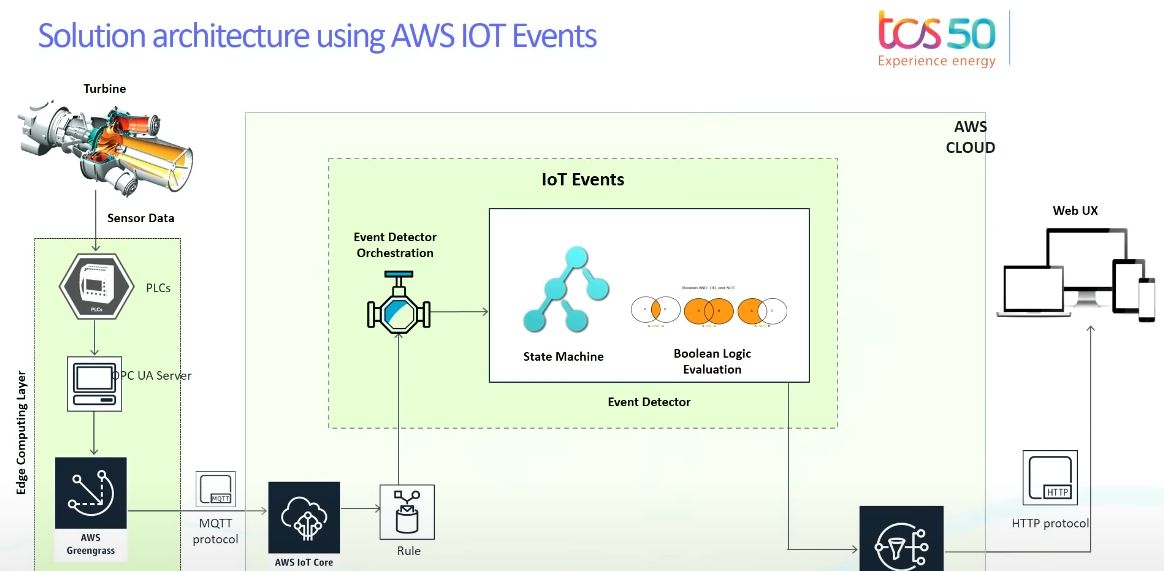 Solution architecture using AWS IOT Events
tcs 50
Experience energy
Turbine
AWS
CLOUD
IoT Events
Sensor Data
Web UX
Event Detector
Orchestration
PLCs
PLCs
Boolean AND, OR, and NOT
State Machine
Boolean Logic
Evaluation
OPC UA Server
Event Detector
Edge Computing Layer
MQTT
HTTP
MQTT
protocol
HTTP protocol
AWS
Greengrass
Rule
AWS IoT Core